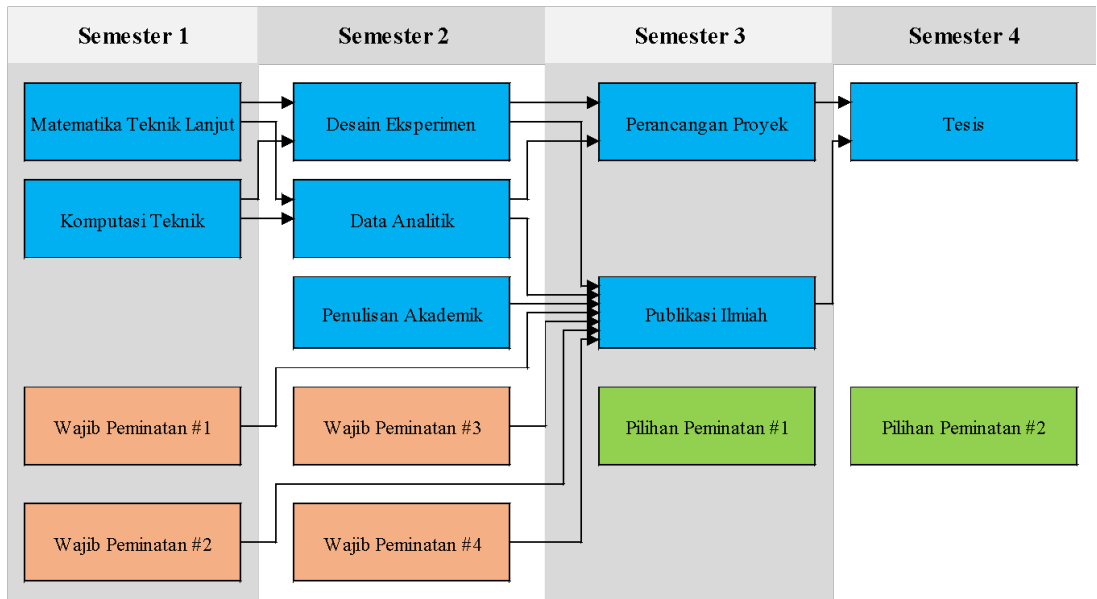 Semester 1
Semester 2
Semester 3
Semester 4
Matematika Teknik Lanjut
Desain Eksperimen
Perancangan Proyek
Tesis
Komputasi Teknik
Data Analitik
Penulisan Akademik
Publikasi Ilmiah
Wajib Peminatan #1
Wajib Peminatan #3
Pilihan Peminatan #1
Pilihan Peminatan #2
Wajib Peminatan #2
Wajib Peminatan #4